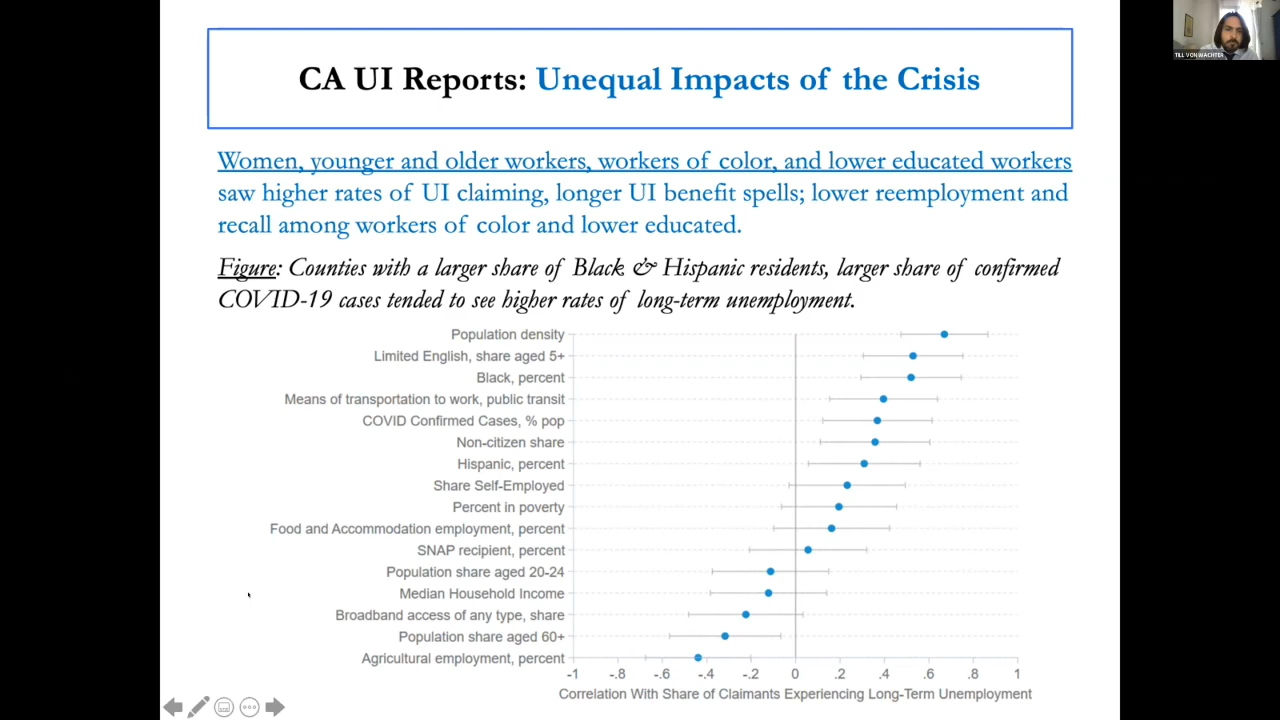 TILL VON WACHTER
CA UI Reports: Unequal Impacts of the Crisis
Women, younger and older workers, workers of color, and lower educated workers
saw higher rates of UI claiming, longer UI benefit spells; lower reemployment and
recall among workers of color and lower educated.
Figure: Counties with a larger share of Black & Hispanic residents, larger share of confirmed
COVID-19 cases tended to see higher rates of long-term unemployment.
Population density
Limited English, share aged 5+
Black, percent
Means of transportation to work, public transit
COVID Confirmed Cases, % pop
Non-citizen share
Hispanic, percent
Share Self-Employed
Percent in poverty
Food and Accommodation employment, percent
SNAP recipient, percent
Population share aged 20-24
Median Household Income
Broadband access of any type, share
Population share aged 60+
Agricultural employment, percent
-1 -.8 -.6 -.4 -.2 0 .2 .4 .6 .8 1
Correlation With Share of Claimants Experiencing Long-Term Unemployment